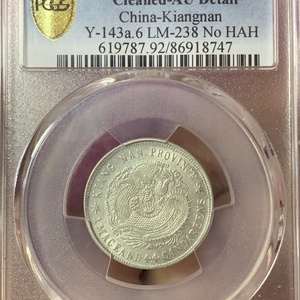 PCGS
Cleaned-AU Detail
China-Kiangnan
Y-143a.6 LM-238 No HAH
619787.92/86918747
KIANG NAN PROVINCE